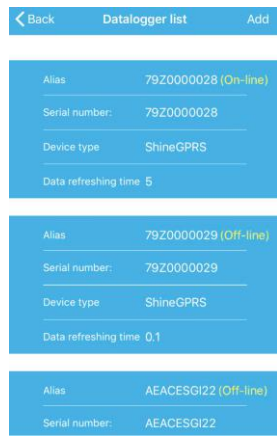 Back Datalogger list Add
Alias 79Z0000028 (On-line)
Serial number: 79Z0000028
Device type ShineGPRS
Data refreshing time 5
Alias 79Z0000029 (Off-line)
Serial number: 79Z0000029
Device type ShineGPRS
Data refreshing time 0.1
Alias AEACESGI22 (Off-line)
Serial number: AEACESGI22